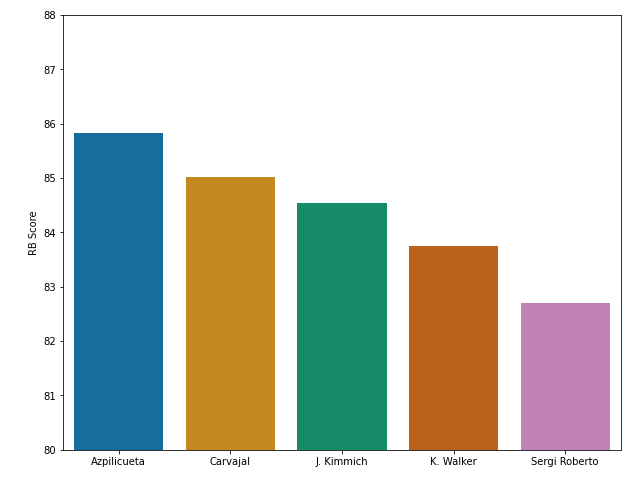 88
87
86
85
84
83
82
81
80
RB Score
Azpilicueta
Carvajal
J. Kimmich
K. Walker
Sergi Roberto